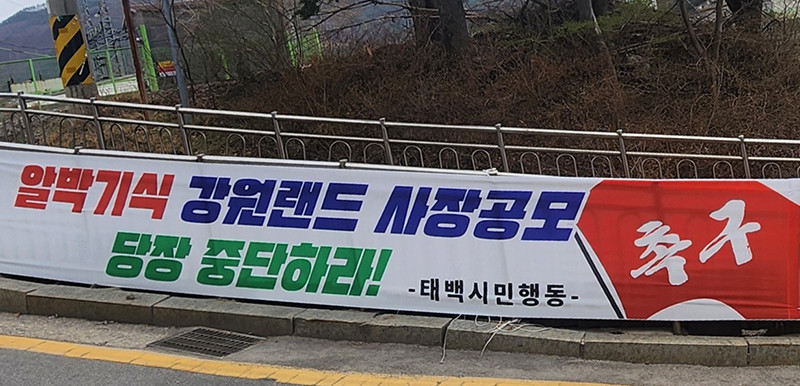 알박기식 강원랜드 사장공모
당장 중단하라!
-태백시민행동-
촉구